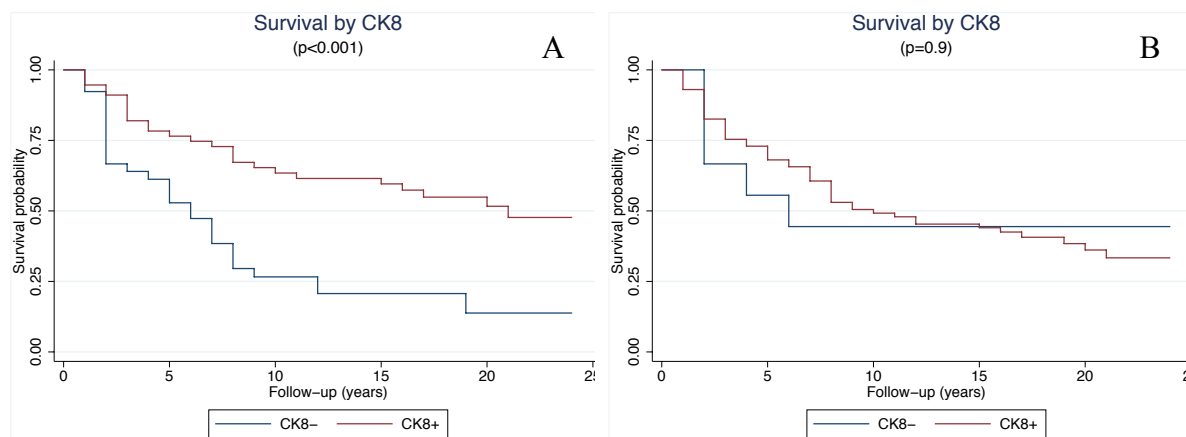 Survival by CK8
(p<0.001)
A
Survival probability
1.00
0.75
0.50
0.25
0.00
0
5
10
15
20
25
Follow-up (years)
CK8-
CK8+
Survival by CK8
(p=0.9)
B
Survival probability
1.00
0.75
0.50
0.25
0.00
0
5
10
15
20
2
Follow-up (years)
CK8-
CK8+